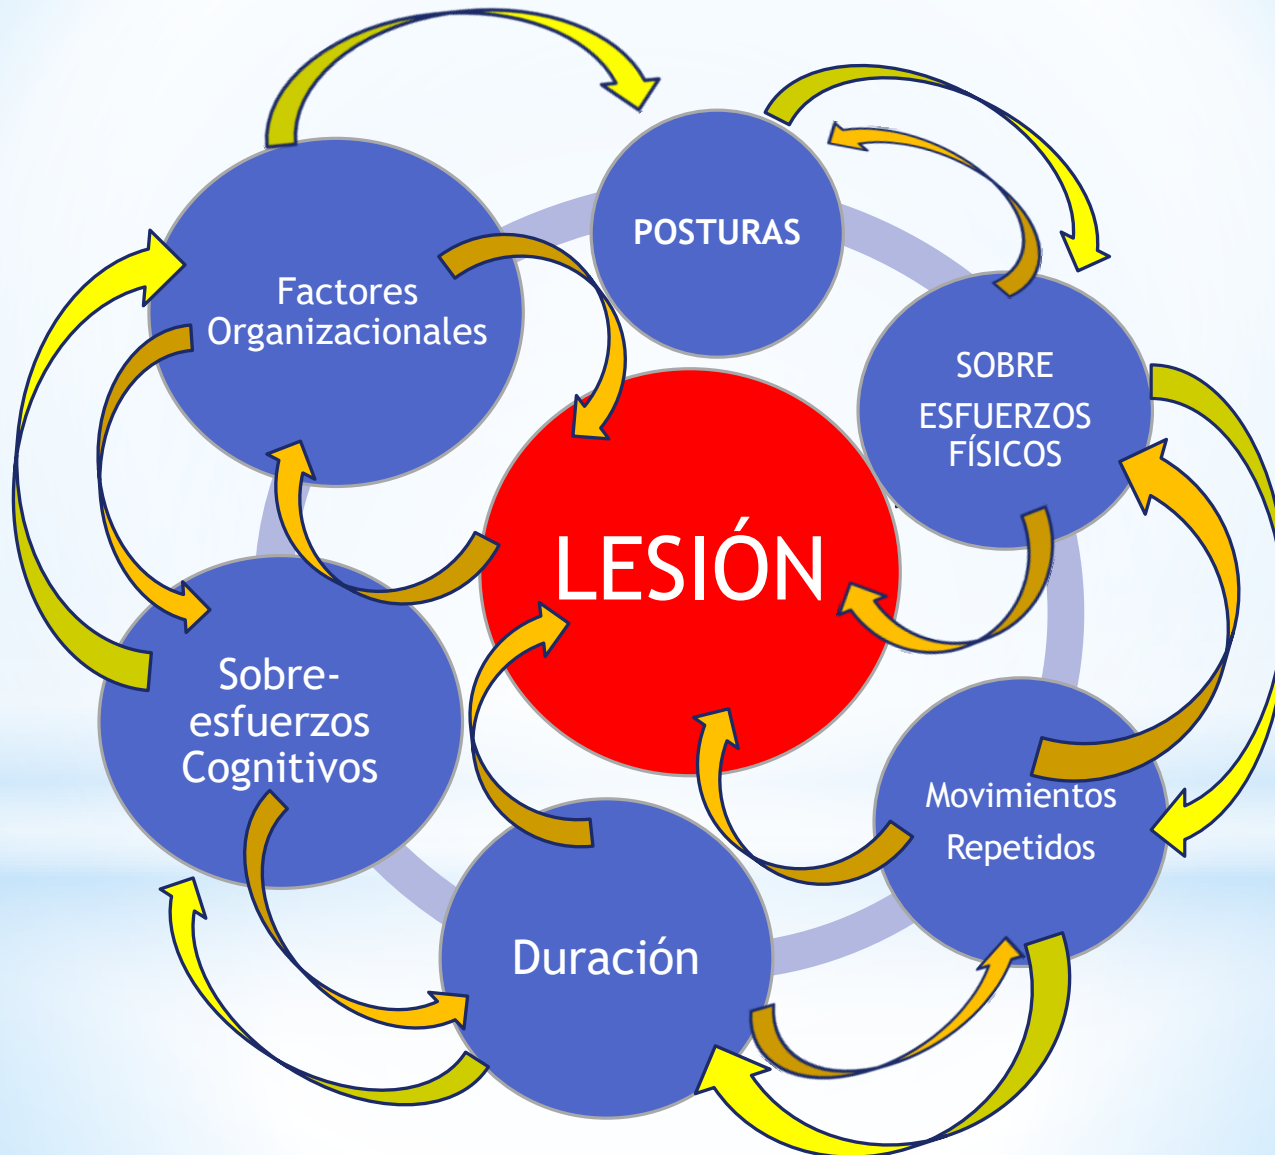 POSTURAS
Factores
Organizacionales
SOBRE
ESFUERZOS
FÍSICOS
LESIÓN
Sobre-
esfuerzos
Cognitivos
Movimientos
Repetidos
Duración